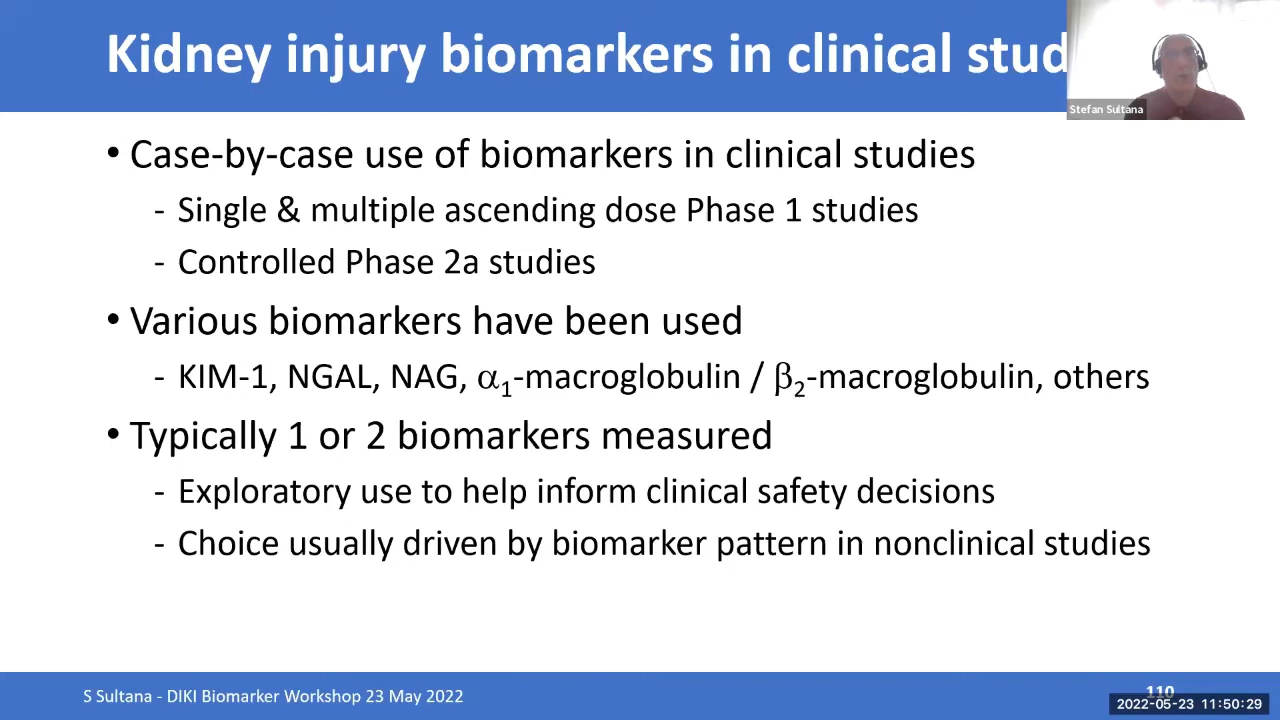 Kidney injury biomarkers in clinical stud
Stefan Sultana
• Case-by-case use of biomarkers in clinical studies
- Single & multiple ascending dose Phase 1 studies
- Controlled Phase 2a studies
• Various biomarkers have been used
- KIM-1, NGAL, NAG, α₁-macroglobulin / β₂-macroglobulin, others
• Typically 1 or 2 biomarkers measured
- Exploratory use to help inform clinical safety decisions
- Choice usually driven by biomarker pattern in nonclinical studies
S Sultana - DIKI Biomarker Workshop 23 May 2022
110
2022-05-23 11:50:29